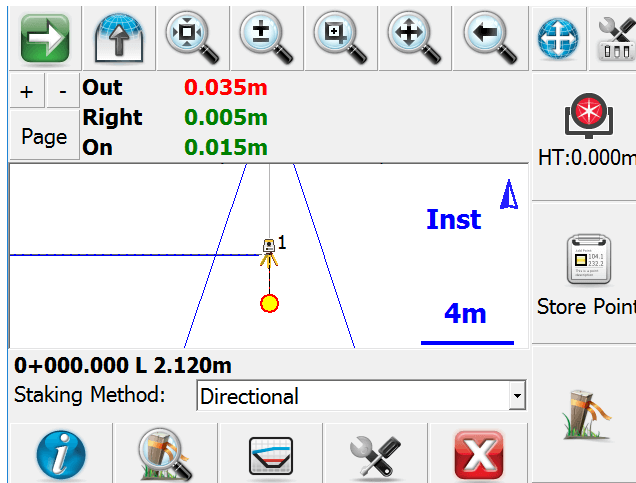 + -
Page
Out 0.035m
Right 0.005m
On 0.015m
HT:0.000m
Inst
1
4m
Store Point
0+000.000 L 2.120m
Staking Method: Directional